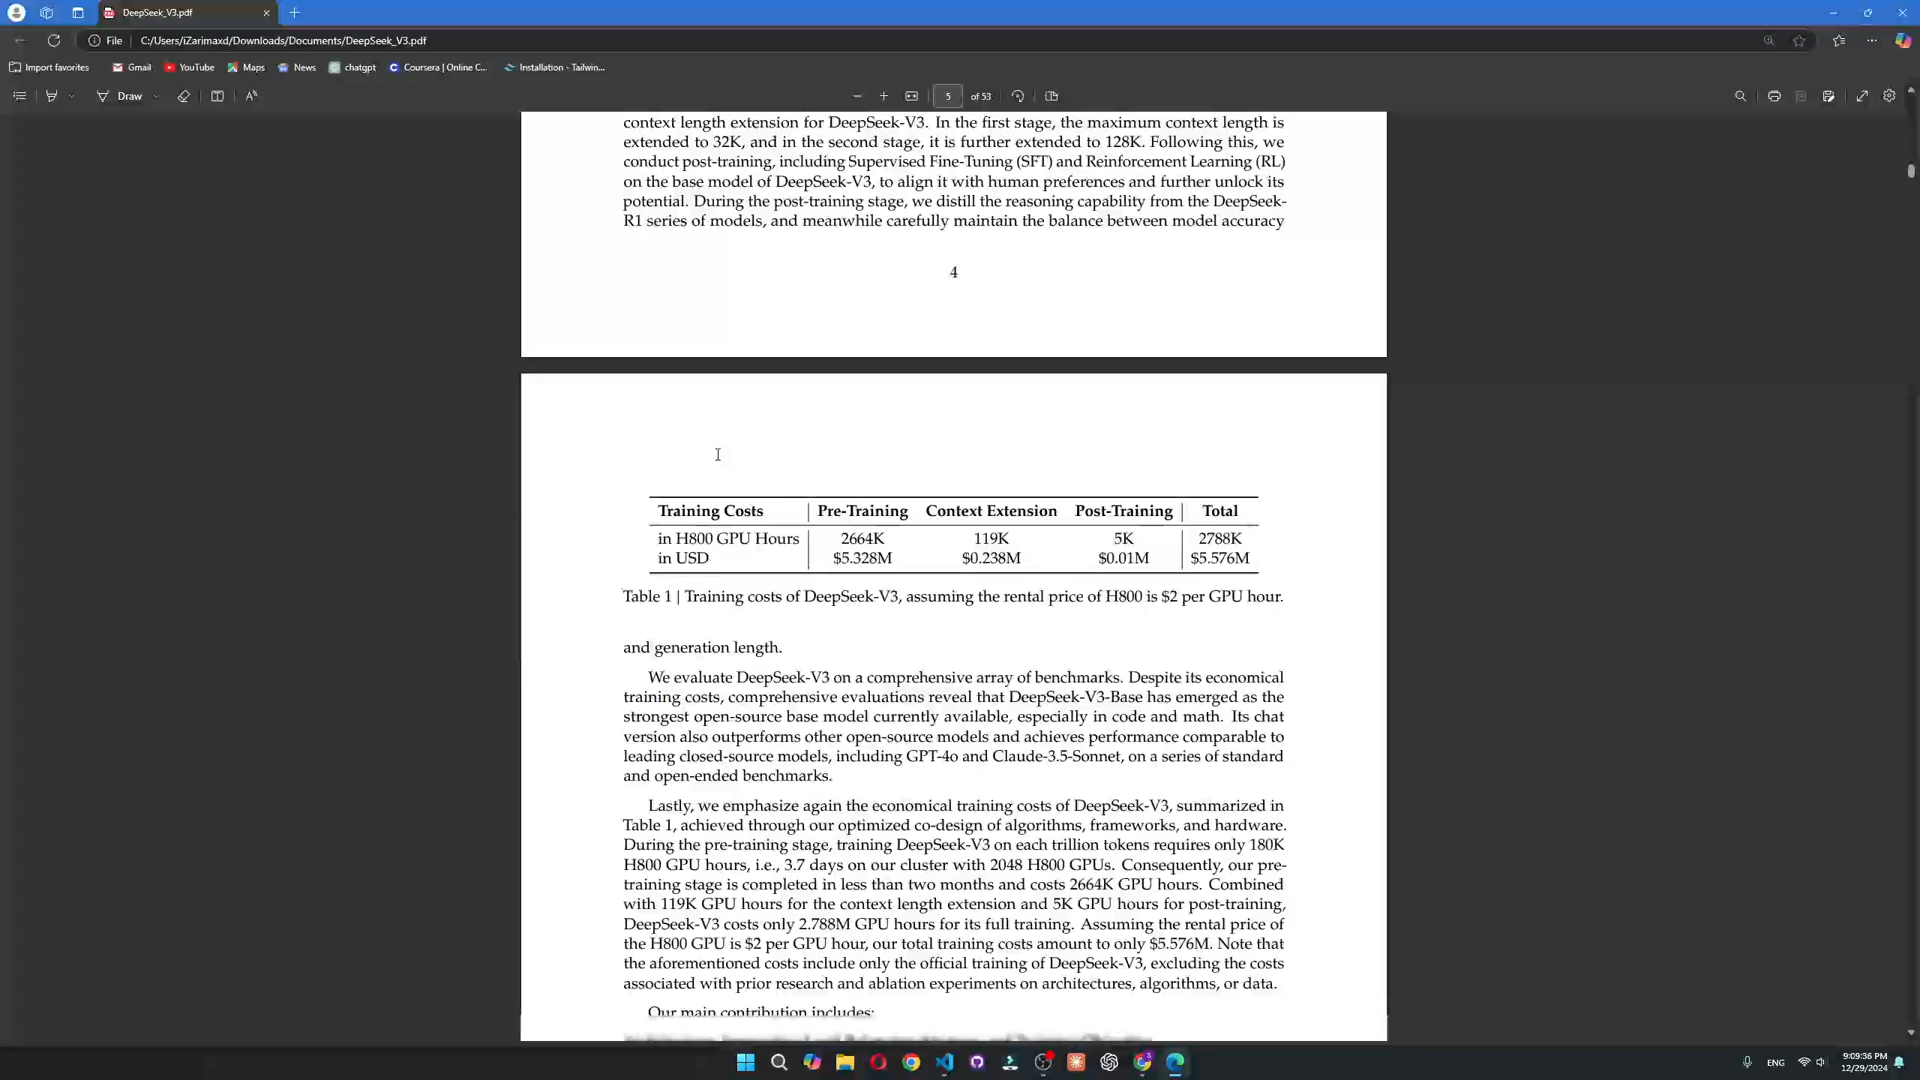 DeepSeek_V3.pdf
File
C:/Users/iZarimaxd/Downloads/Documents/DeepSeek_V3.pdf
Import favorites
Gmail
YouTube
Maps
News
chatgpt
Coursera | Online C...
Installation - Tailwin...
Draw
5
of 53
context length extension for DeepSeek-V3. In the first stage, the maximum context length is
extended to 32K, and in the second stage, it is further extended to 128K. Following this, we
conduct post-training, including Supervised Fine-Tuning (SFT) and Reinforcement Learning (RL)
on the base model of DeepSeek-V3, to align it with human preferences and further unlock its
potential. During the post-training stage, we distill the reasoning capability from the DeepSeek-
R1 series of models, and meanwhile carefully maintain the balance between model accuracy
4
Training Costs Pre-Training Context Extension Post-Training Total
in H800 GPU Hours 2664K 119K 5K 2788K
in USD $5.328M $0.238M $0.01M $5.576M
Table 1 | Training costs of DeepSeek-V3, assuming the rental price of H800 is $2 per GPU hour.
and generation length.
We evaluate DeepSeek-V3 on a comprehensive array of benchmarks. Despite its economical
training costs, comprehensive evaluations reveal that DeepSeek-V3-Base has emerged as the
strongest open-source base model currently available, especially in code and math. Its chat
version also outperforms other open-source models and achieves performance comparable to
leading closed-source models, including GPT-4o and Claude-3.5-Sonnet, on a series of standard
and open-ended benchmarks.
Lastly, we emphasize again the economical training costs of DeepSeek-V3, summarized in
Table 1, achieved through our optimized co-design of algorithms, frameworks, and hardware.
During the pre-training stage, training DeepSeek-V3 on each trillion tokens requires only 180K
H800 GPU hours, i.e., 3.7 days on our cluster with 2048 H800 GPUs. Consequently, our pre-
training stage is completed in less than two months and costs 2664K GPU hours. Combined
with 119K GPU hours for the context length extension and 5K GPU hours for post-training,
DeepSeek-V3 costs only 2.788M GPU hours for its full training. Assuming the rental price of
the H800 GPU is $2 per GPU hour, our total training costs amount to only $5.576M. Note that
the aforementioned costs include only the official training of DeepSeek-V3, excluding the costs
associated with prior research and ablation experiments on architectures, algorithms, or data.
Our main contribution includes:
ENG
9:09:36 PM
12/29/2024